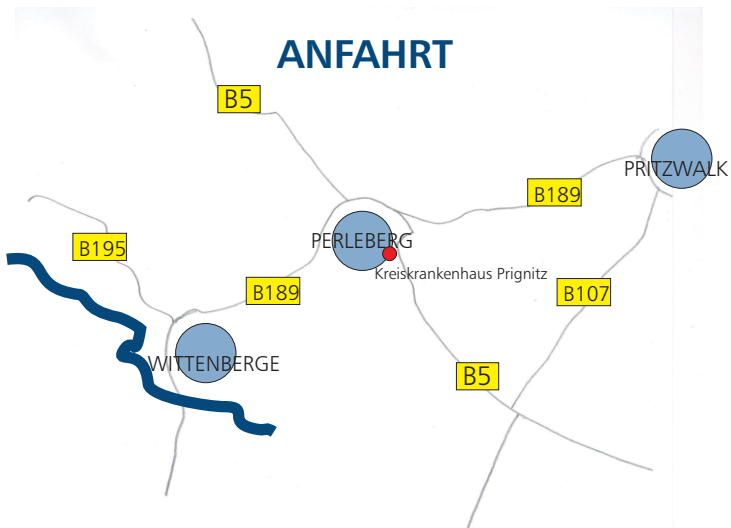 ANFAHRT
B5
PRITZWALK
B189
PERLEBERG
B195
Kreiskrankenhaus Prignitz
B189
B107
WITTENBERGE
B5